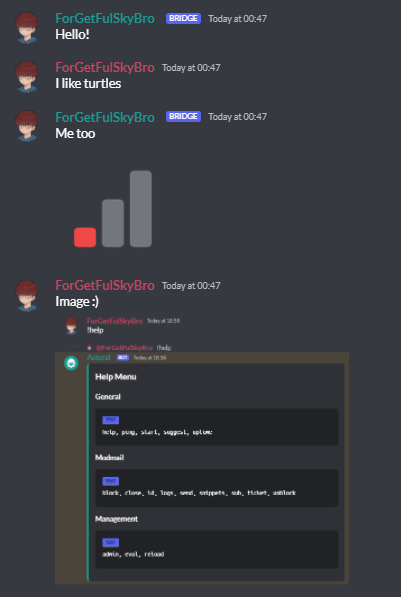 ForGetFulSkyBro BRIDGE Today at 00:47
Hello!
ForGetFulSkyBro Today at 00:47
I like turtles
ForGetFulSkyBro BRIDGE Today at 00:47
Me too
ForGetFulSkyBro Today at 00:47
Image :)
ForGetFulSkyBro Today at 18:58
!help
@ForGetFulSkyBro !help
BOT Today at 18:58
Help Menu
General
TEXT
help, ping, start, suggest, uptime
Modmail
TEXT
block, close, id, logs, send, snippets, sub, ticket, unblock
Management
TEXT
admin, eval, reload